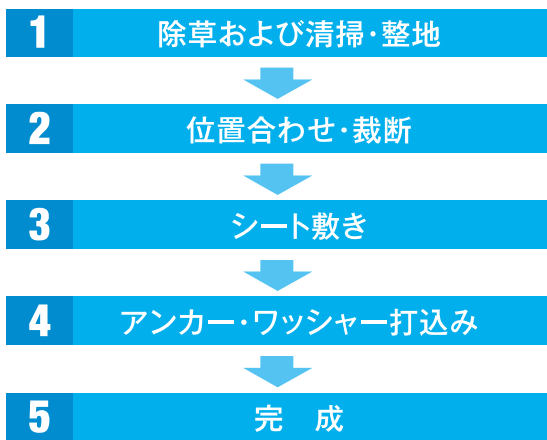 1 除草および清掃・整地
2 位置合わせ・裁断
3 シート敷き
4 アンカー・ワッシャー打込み
5 完　成